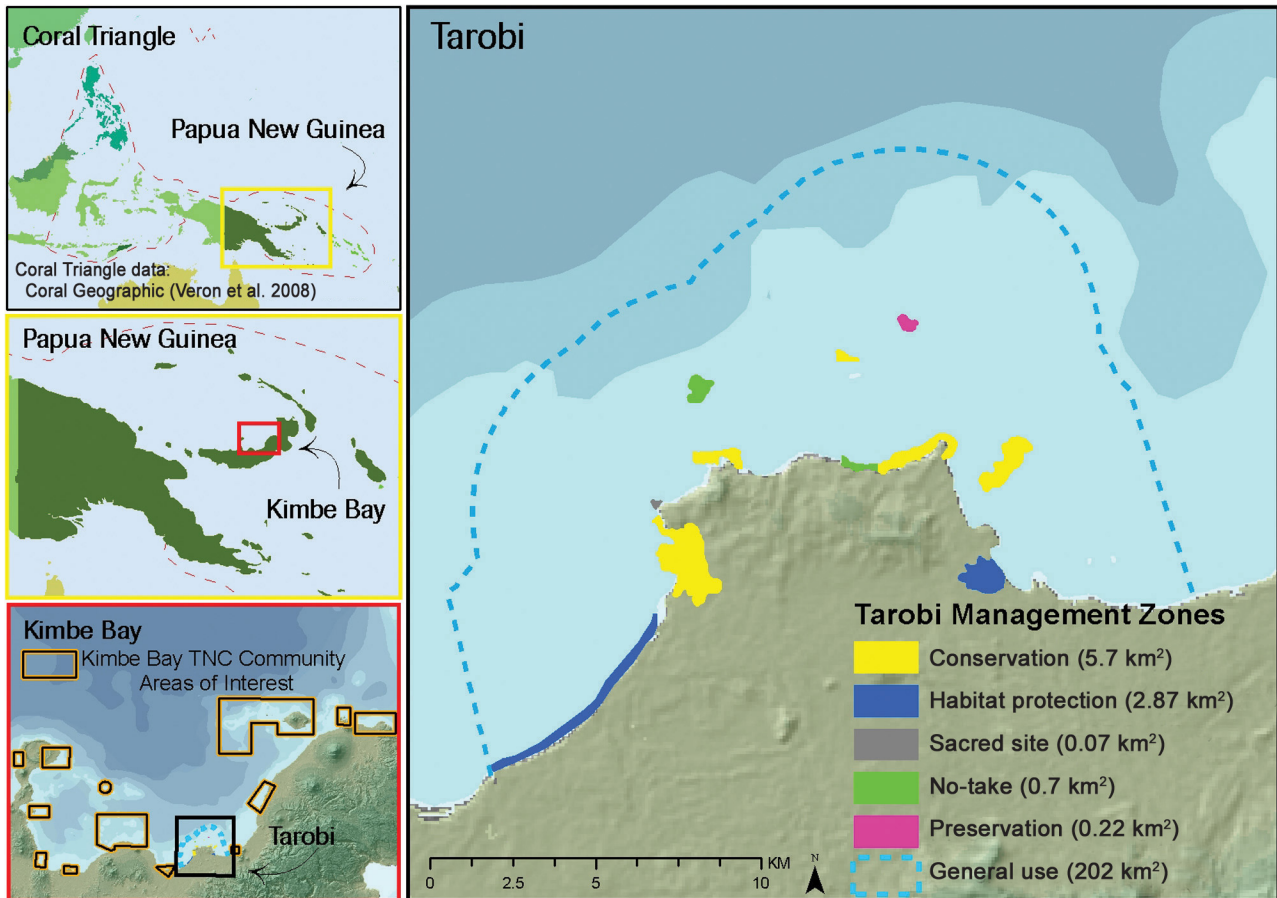 Coral Triangle
Papua New Guinea
Coral Triangle data:
Coral Geographic (Veron et al. 2008)
Papua New Guinea
Kimbe Bay
Kimbe Bay
Kimbe Bay TNC Community
Areas of Interest
Tarobi
Tarobi
Tarobi Management Zones
Conservation (5.7 km²)
Habitat protection (2.87 km²)
Sacred site (0.07 km²)
No-take (0.7 km²)
Preservation (0.22 km²)
General use (202 km²)
KM
0 2.5 5 10
N